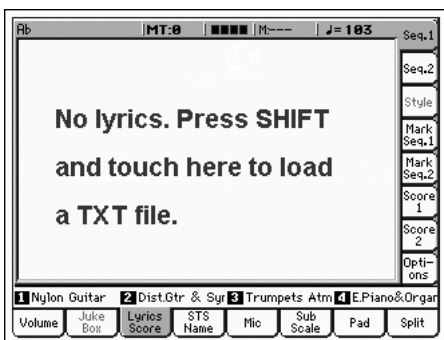 Ab MT:0 M:--- ♩= 103
Seq.1
Seq.2
Style
Mark
Seq.1
Mark
Seq.2
Score
1
Score
2
Opti-
ons
No lyrics. Press SHIFT
and touch here to load
a TXT file.
1 Nylon Guitar 2 Dist.Gtr & Syr 3 Trumpets Atm 4 E.Piano&Organ
Volume
Juke
Box
Lyrics
Score
STS
Name
Mic
Sub
Scale
Pad
Split